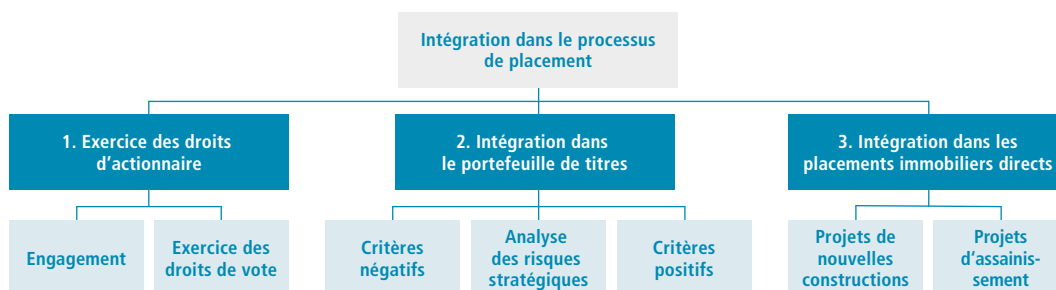 Intégration dans le processus
de placement
1. Exercice des droits
d’actionnaire
2. Intégration dans
le portefeuille de titres
3. Intégration dans les
placements immobiliers directs
Engagement
Exercice des
droits de vote
Critères
négatifs
Analyse
des risques
stratégiques
Critères
positifs
Projets de
nouvelles
constructions
Projets
d’assainis-
sement